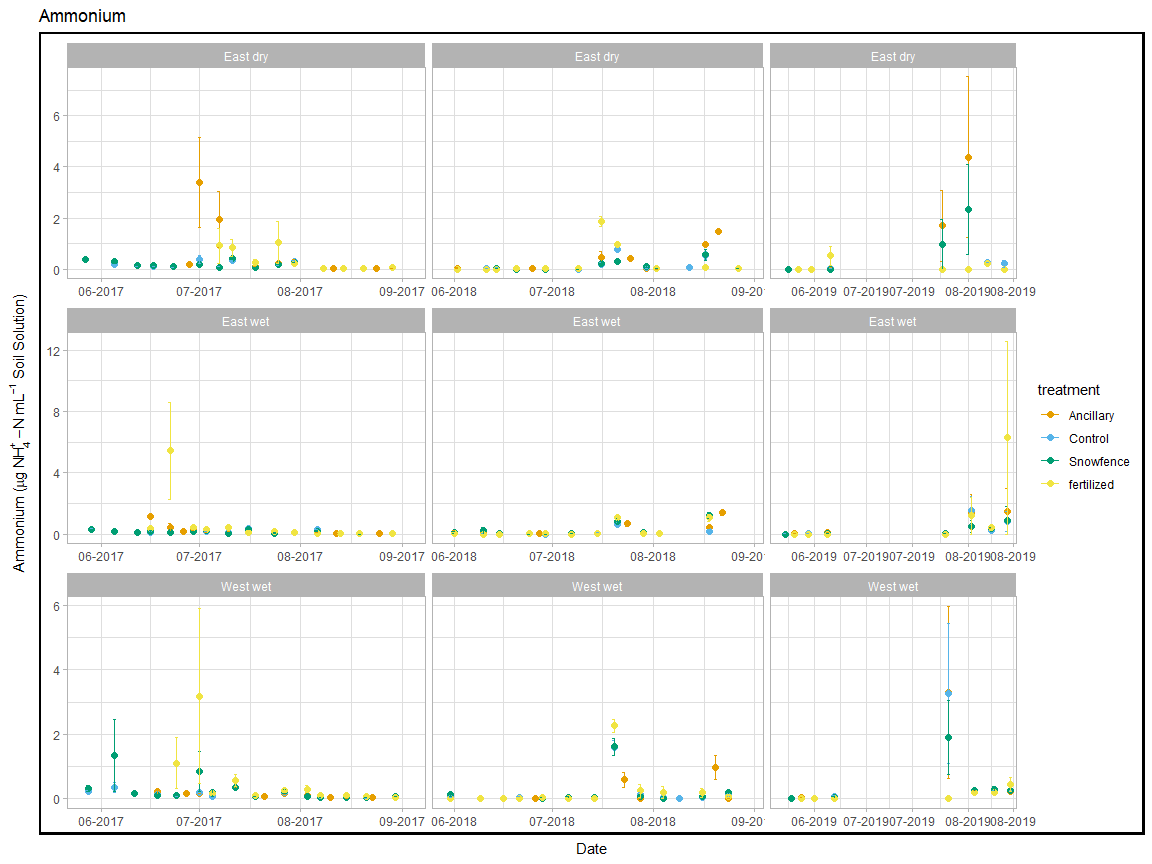 Ammonium
East dry East dry East dry
6
4
2
0
06-2017 07-2017 08-2017 09-2017 06-2018 07-2018 08-2018 09-20 06-2019 07-2019 07-2019 08-2019 08-2019
East wet East wet East wet
12
8
4
0
06-2017 07-2017 08-2017 09-2017 06-2018 07-2018 08-2018 09-20 06-2019 07-2019 07-2019 08-2019 08-2019
West wet West wet West wet
6
4
2
0
06-2017 07-2017 08-2017 09-2017 06-2018 07-2018 08-2018 09-20 06-2019 07-2019 07-2019 08-2019 08-2019
Date
Ammonium (µg NH₄⁺ −N mL⁻¹ Soil Solution)
treatment
Ancillary
Control
Snowfence
fertilized